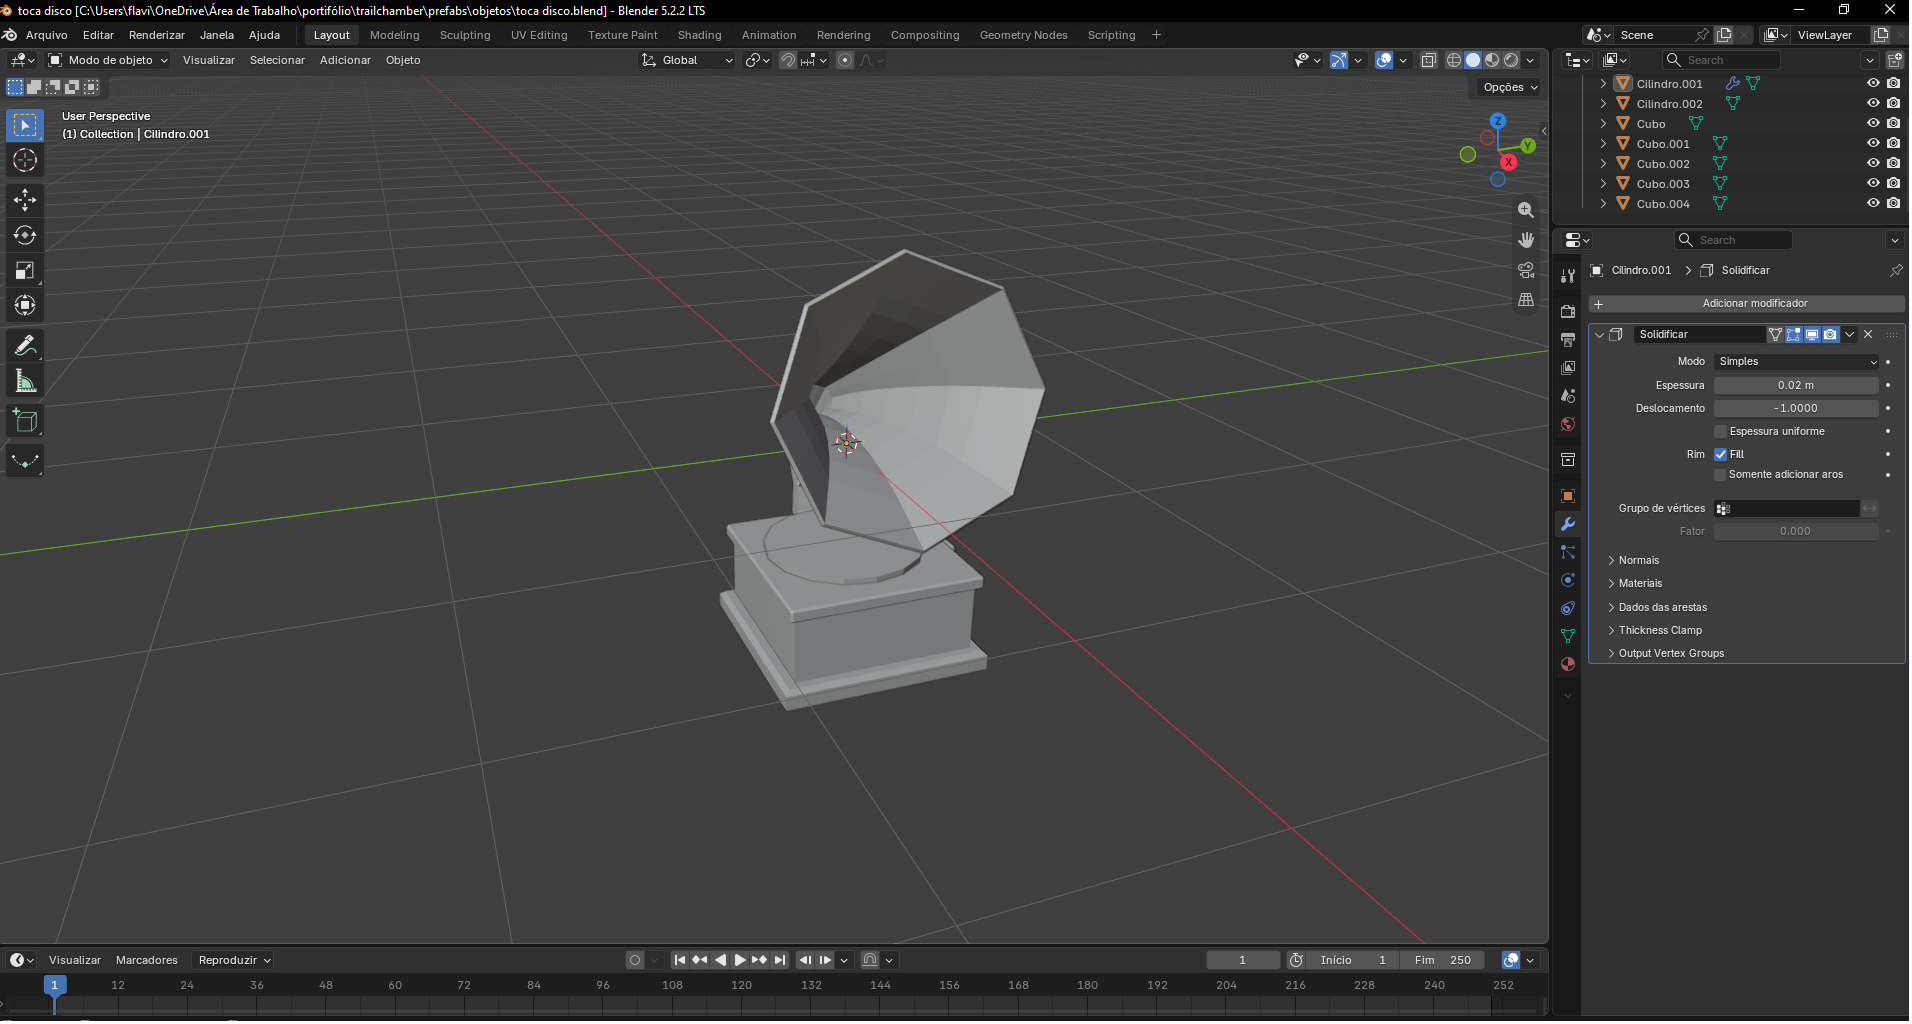 toca disco [C:\Users\flavi\OneDrive\Área de Trabalho\portifólio\trailchamber\prefabs\objetos\toca disco.blend] - Blender 5.2.2 LTS
Arquivo Editar Renderizar Janela Ajuda Layout Modeling Sculpting UV Editing Texture Paint Shading Animation Rendering Compositing Geometry Nodes Scripting + Scene ViewLayer
Modo de objeto Visualizar Selecionar Adicionar Objeto Global Search
Opções
User Perspective
(1) Collection | Cilindro.001
Z
Y
X
Cilindro.001
Cilindro.002
Cubo
Cubo.001
Cubo.002
Cubo.003
Cubo.004
Search
Cilindro.001 > Solidificar
+ Adicionar modificador
Solidificar
Modo Simples
Espessura 0.02 m
Deslocamento -1.0000
Espessura uniforme
Rim Fill
Somente adicionar aros
Grupo de vértices
Fator 0.000
Normais
Materiais
Dados das arestas
Thickness Clamp
Output Vertex Groups
Visualizar Marcadores Reproduzir 1 Início 1 Fim 250
1 12 24 36 48 60 72 84 96 108 120 132 144 156 168 180 192 204 216 228 240 252